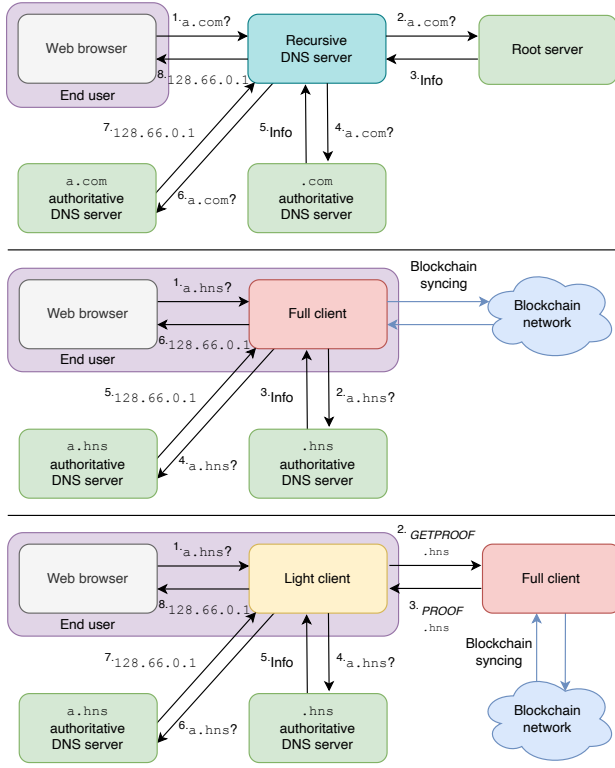 1.a.com?
2.a.com?
Web browser
Recursive
DNS server
Root server
8.128.66.0.1
3.Info
End user
7.128.66.0.1
5.Info
4.a.com?
a.com
authoritative
DNS server
6.a.com?
.com
authoritative
DNS server
1.a.hns?
Blockchain
syncing
Web browser
Full client
Blockchain
network
6.128.66.0.1
End user
5.128.66.0.1
3.Info
2.a.hns?
a.hns
authoritative
DNS server
4.a.hns?
.hns
authoritative
DNS server
2. GETPROOF
.hns
1.a.hns?
Web browser
Light client
Full client
8.128.66.0.1
3. PROOF
.hns
End user
7.128.66.0.1
5.Info
4.a.hns?
Blockchain
syncing
a.hns
authoritative
DNS server
6.a.hns?
.hns
authoritative
DNS server
Blockchain
network